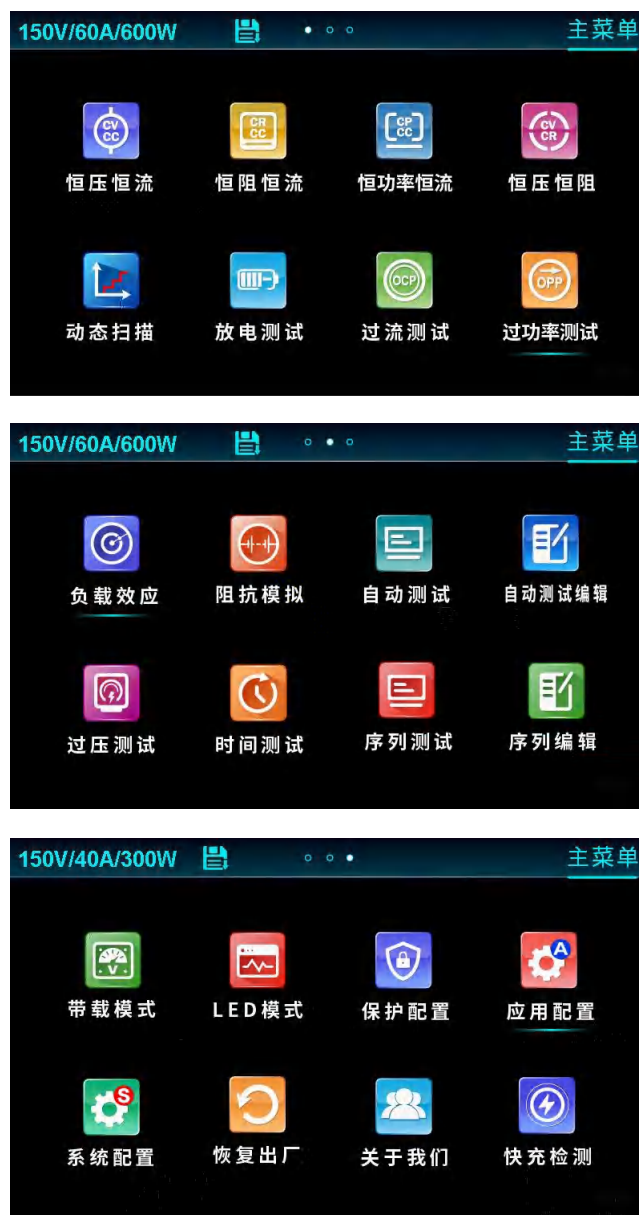 150V/60A/600W 主菜单
CV CC CR CC CP CC CV CR
恒压恒流 恒阻恒流 恒功率恒流 恒压恒阻
OCP OPP
动态扫描 放电测试 过流测试 过功率测试
150V/60A/600W 主菜单
负载效应 阻抗模拟 自动测试 自动测试编辑
过压测试 时间测试 序列测试 序列编辑
150V/40A/300W 主菜单
V A
带载模式 LED模式 保护配置 应用配置
S
系统配置 恢复出厂 关于我们 快充检测